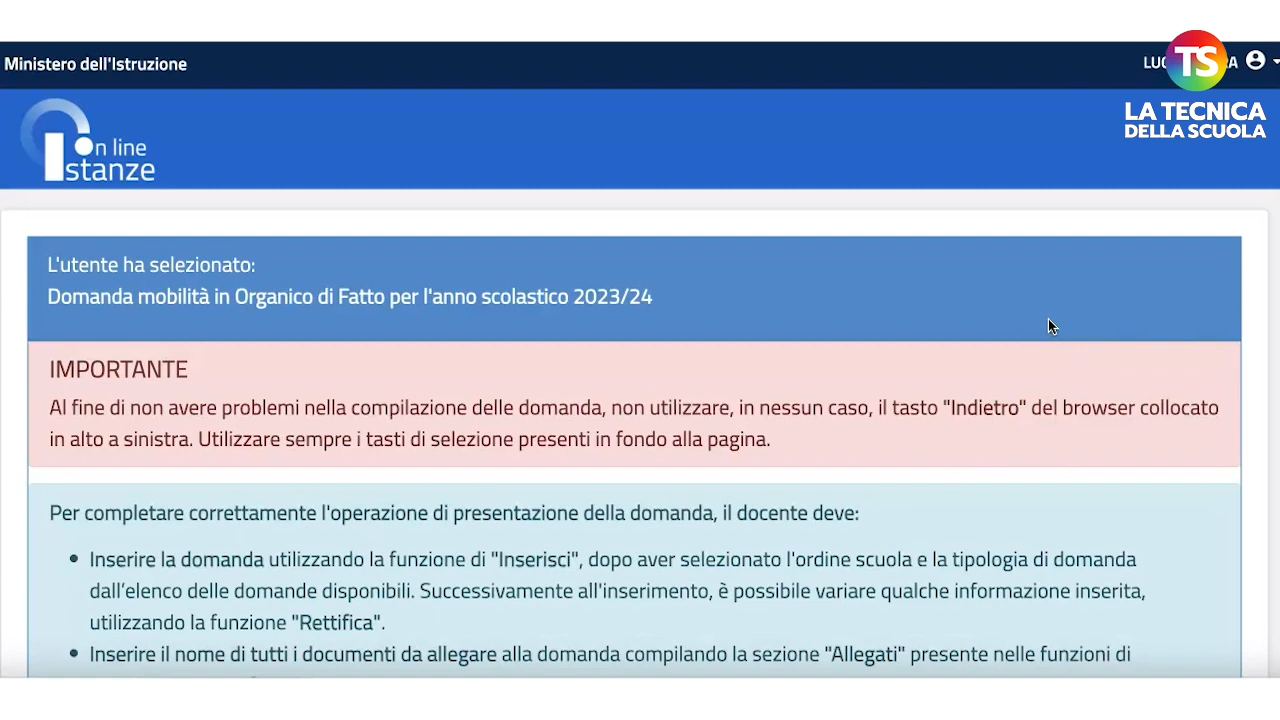 Ministero dell'Istruzione
TS
LA TECNICA
DELLA SCUOLA
On line
Istanze
L'utente ha selezionato:
Domanda mobilità in Organico di Fatto per l'anno scolastico 2023/24
IMPORTANTE
Al fine di non avere problemi nella compilazione delle domanda, non utilizzare, in nessun caso, il tasto "Indietro" del browser collocato
in alto a sinistra. Utilizzare sempre i tasti di selezione presenti in fondo alla pagina.
Per completare correttamente l'operazione di presentazione della domanda, il docente deve:
• Inserire la domanda utilizzando la funzione di "Inserisci", dopo aver selezionato l'ordine scuola e la tipologia di domanda
dall’elenco delle domande disponibili. Successivamente all'inserimento, è possibile variare qualche informazione inserita,
utilizzando la funzione "Rettifica".
• Inserire il nome di tutti i documenti da allegare alla domanda compilando la sezione "Allegati" presente nelle funzioni di